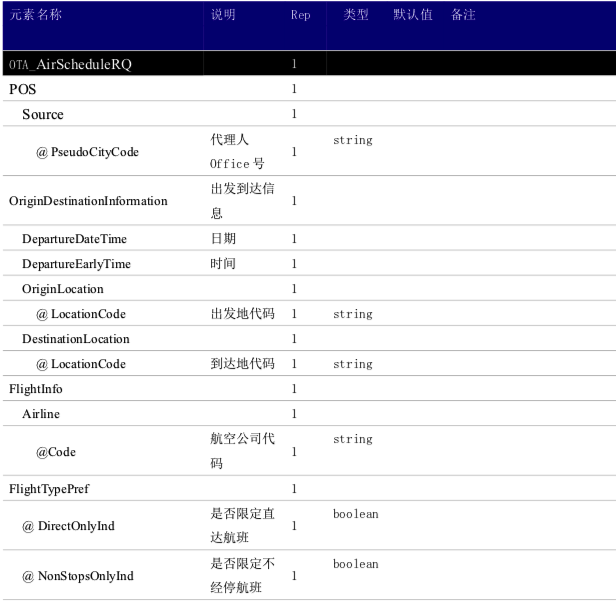 元素名称 说明 Rep 类型 默认值 备注
OTA_AirScheduleRQ 1
POS 1
Source 1
@ PseudoCityCode 代理人 Office 号 1 string
OriginDestinationInformation 出发到达信息 1
DepartureDateTime 日期 1
DepartureEarlyTime 时间 1
OriginLocation 1
@ LocationCode 出发地代码 1 string
DestinationLocation 1
@ LocationCode 到达地代码 1 string
FlightInfo 1
Airline 1
@Code 航空公司代码 1 string
FlightTypePref 1
@ DirectOnlyInd 是否限定直达航班 1 boolean
@ NonStopsOnlyInd 是否限定不经停航班 1 boolean